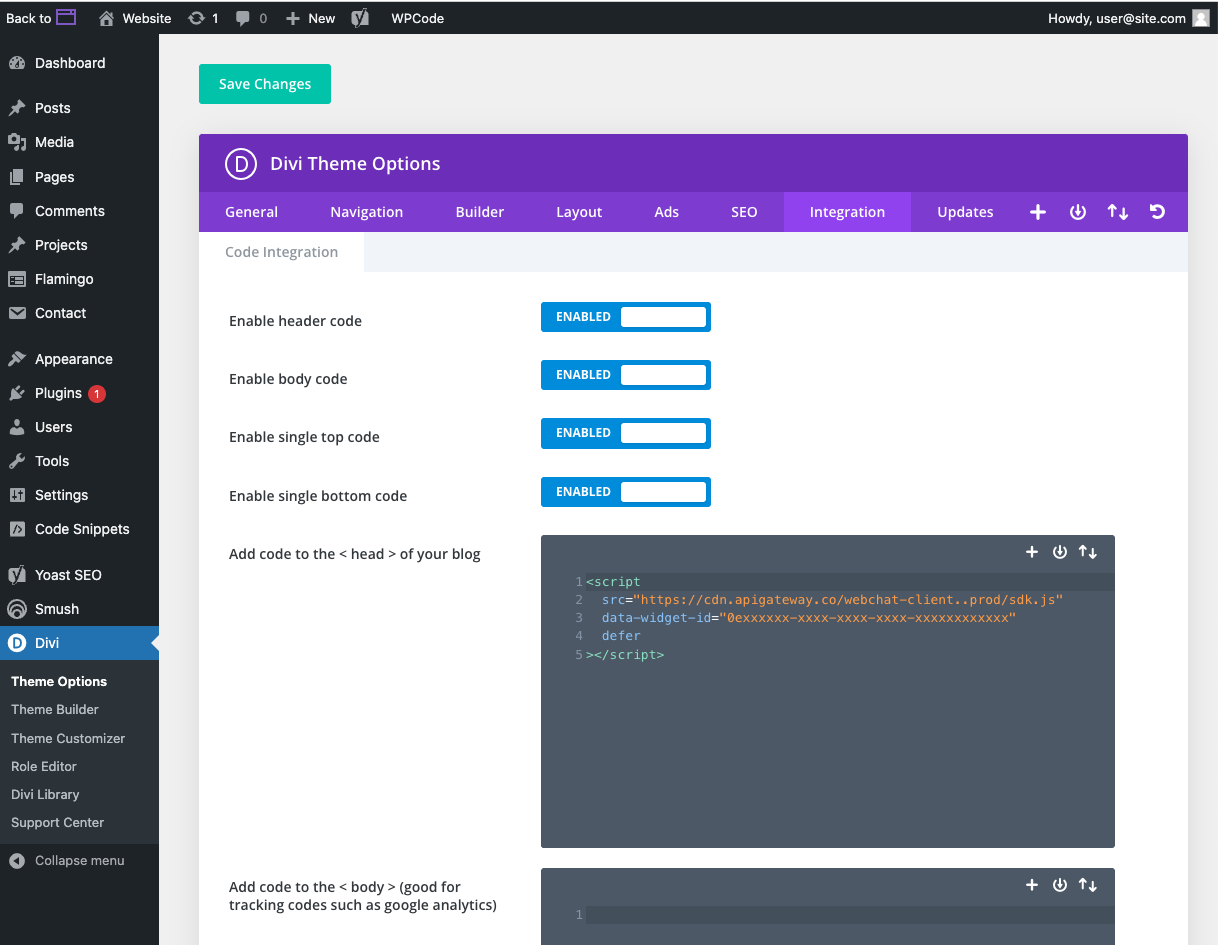 Back to Website 1 0 New WPCode Howdy, user@site.com
Dashboard
Posts
Media
Pages
Comments
Projects
Flamingo
Contact
Appearance
Plugins 1
Users
Tools
Settings
Code Snippets
Yoast SEO
Smush
Divi
Theme Options
Theme Builder
Theme Customizer
Role Editor
Divi Library
Support Center
Collapse menu
Save Changes
D Divi Theme Options
General Navigation Builder Layout Ads SEO Integration Updates
Code Integration
Enable header code ENABLED
Enable body code ENABLED
Enable single top code ENABLED
Enable single bottom code ENABLED
Add code to the < head > of your blog
1 <script
2 src="https://cdn.apigateway.co/webchat-client..prod/sdk.js"
3 data-widget-id="0exxxxxx-xxxx-xxxx-xxxx-xxxxxxxxxxxx"
4 defer
5 ></script>
Add code to the < body > (good for
tracking codes such as google analytics)
1